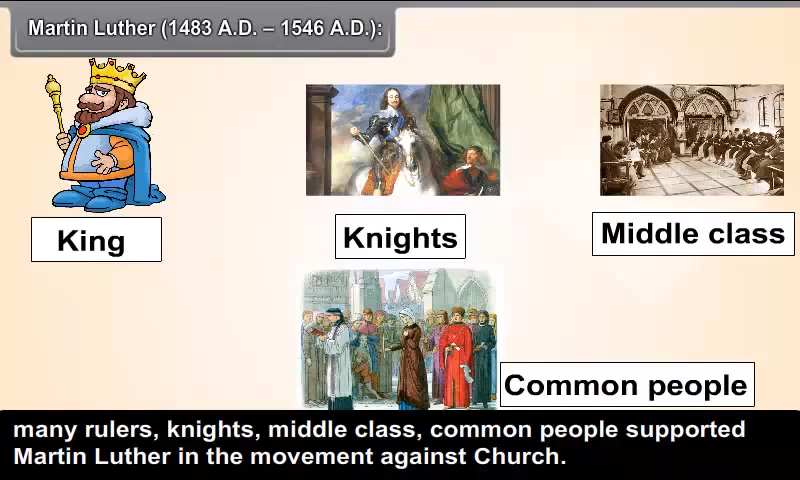 Martin Luther (1483 A.D. – 1546 A.D.):
King
Knights
Middle class
Common people
many rulers, knights, middle class, common people supported
Martin Luther in the movement against Church.